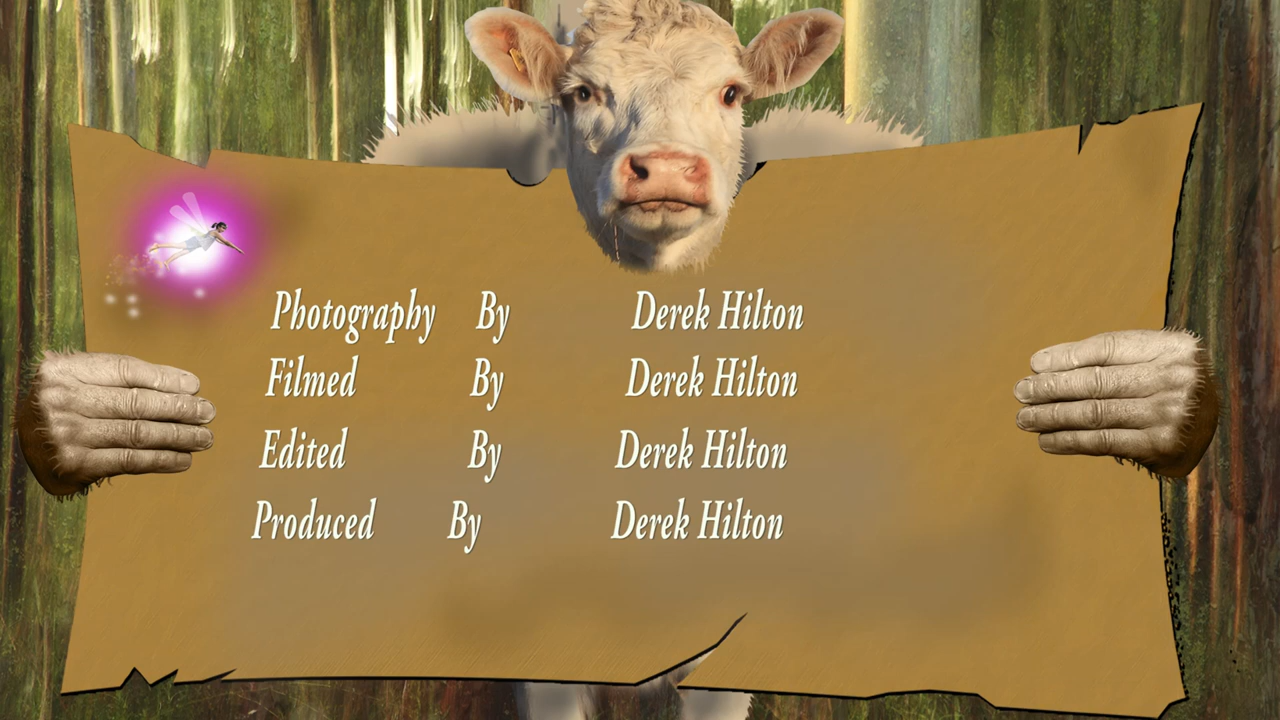 Photography By Derek Hilton
Filmed By Derek Hilton
Edited By Derek Hilton
Produced By Derek Hilton